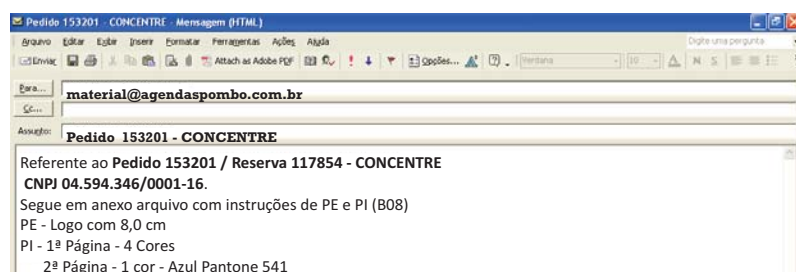 Pedido 153201 - CONCENTRE - Mensagem (HTML)
Arquivo Editar Exibir Inserir Formatar Ferramentas Ações Ajuda Digite uma pergunta
Enviar Attach as Adobe PDF Opções... Verdana 10 A N S
Para... material@agendaspombo.com.br
Cc...
Assunto: Pedido 153201 - CONCENTRE
Referente ao Pedido 153201 / Reserva 117854 - CONCENTRE
CNPJ 04.594.346/0001-16.
Segue em anexo arquivo com instruções de PE e PI (B08)
PE - Logo com 8,0 cm
PI - 1ª Página - 4 Cores
2ª Página - 1 cor - Azul Pantone 541